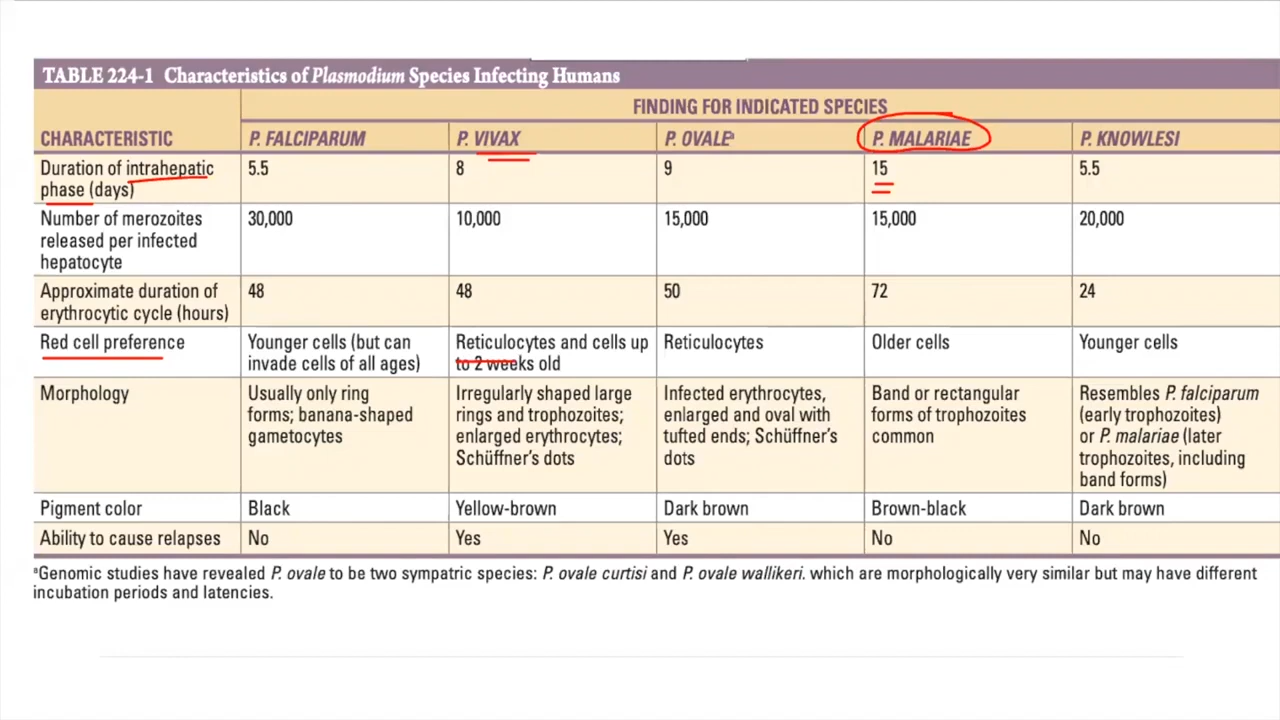 TABLE 224-1 Characteristics of Plasmodium Species Infecting Humans
FINDING FOR INDICATED SPECIES
CHARACTERISTIC P. FALCIPARUM P. VIVAX P. OVALEᵃ P. MALARIAE P. KNOWLESI
Duration of intrahepatic 5.5 8 9 15 5.5
phase (days)
Number of merozoites 30,000 10,000 15,000 15,000 20,000
released per infected
hepatocyte
Approximate duration of 48 48 50 72 24
erythrocytic cycle (hours)
Red cell preference Younger cells (but can Reticulocytes and cells up Reticulocytes Older cells Younger cells
invade cells of all ages) to 2 weeks old
Morphology Usually only ring Irregularly shaped large Infected erythrocytes, Band or rectangular Resembles P. falciparum
forms; banana-shaped rings and trophozoites; enlarged and oval with forms of trophozoites (early trophozoites)
gametocytes enlarged erythrocytes; tufted ends; Schüffner's common or P. malariae (later
Schüffner's dots dots trophozoites, including
band forms)
Pigment color Black Yellow-brown Dark brown Brown-black Dark brown
Ability to cause relapses No Yes Yes No No
ᵃGenomic studies have revealed P. ovale to be two sympatric species: P. ovale curtisi and P. ovale wallikeri. which are morphologically very similar but may have different
incubation periods and latencies.